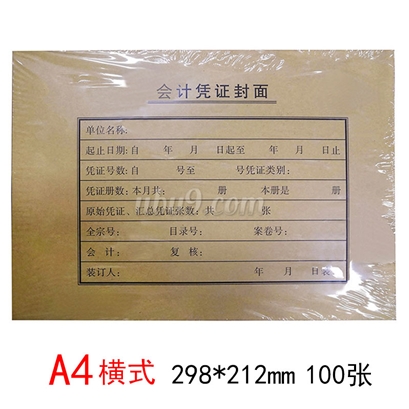 会计凭证封面
单位名称:
起止日期: 自 年 月 日起至 年 月 日止
凭证号数: 自 号至 号凭证类别:
凭证册数: 本月共: 册 本册是 册
原始凭证、汇总凭证张数: 共 张
全宗号: 目录号: 案卷号:
会 计: 复 核:
装订人: 年 月 日装
ubu9.com
A4横式 298*212mm 100张